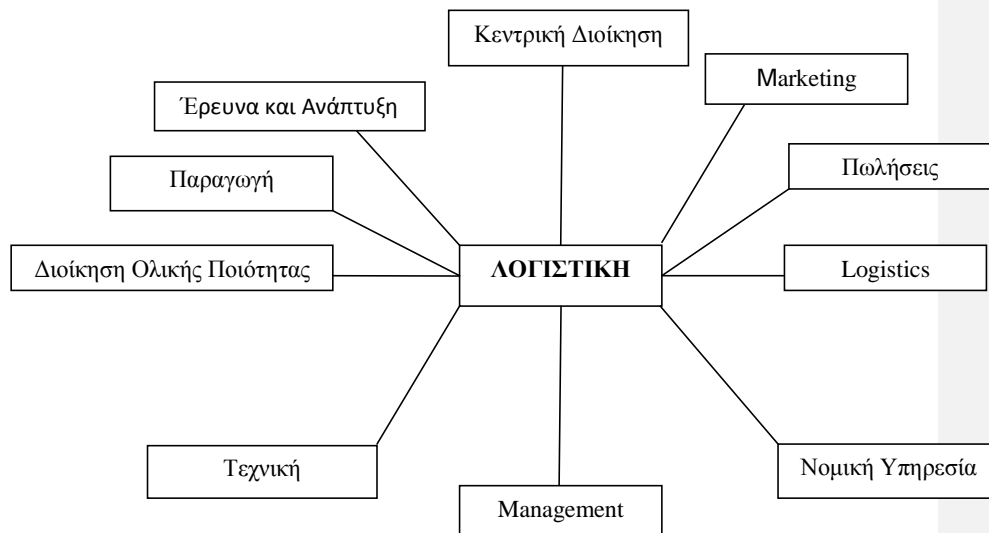 Κεντρική Διοίκηση
Marketing
Έρευνα και Ανάπτυξη
Πωλήσεις
Παραγωγή
Διοίκηση Ολικής Ποιότητας
ΛΟΓΙΣΤΙΚΗ
Logistics
Τεχνική
Νομική Υπηρεσία
Management